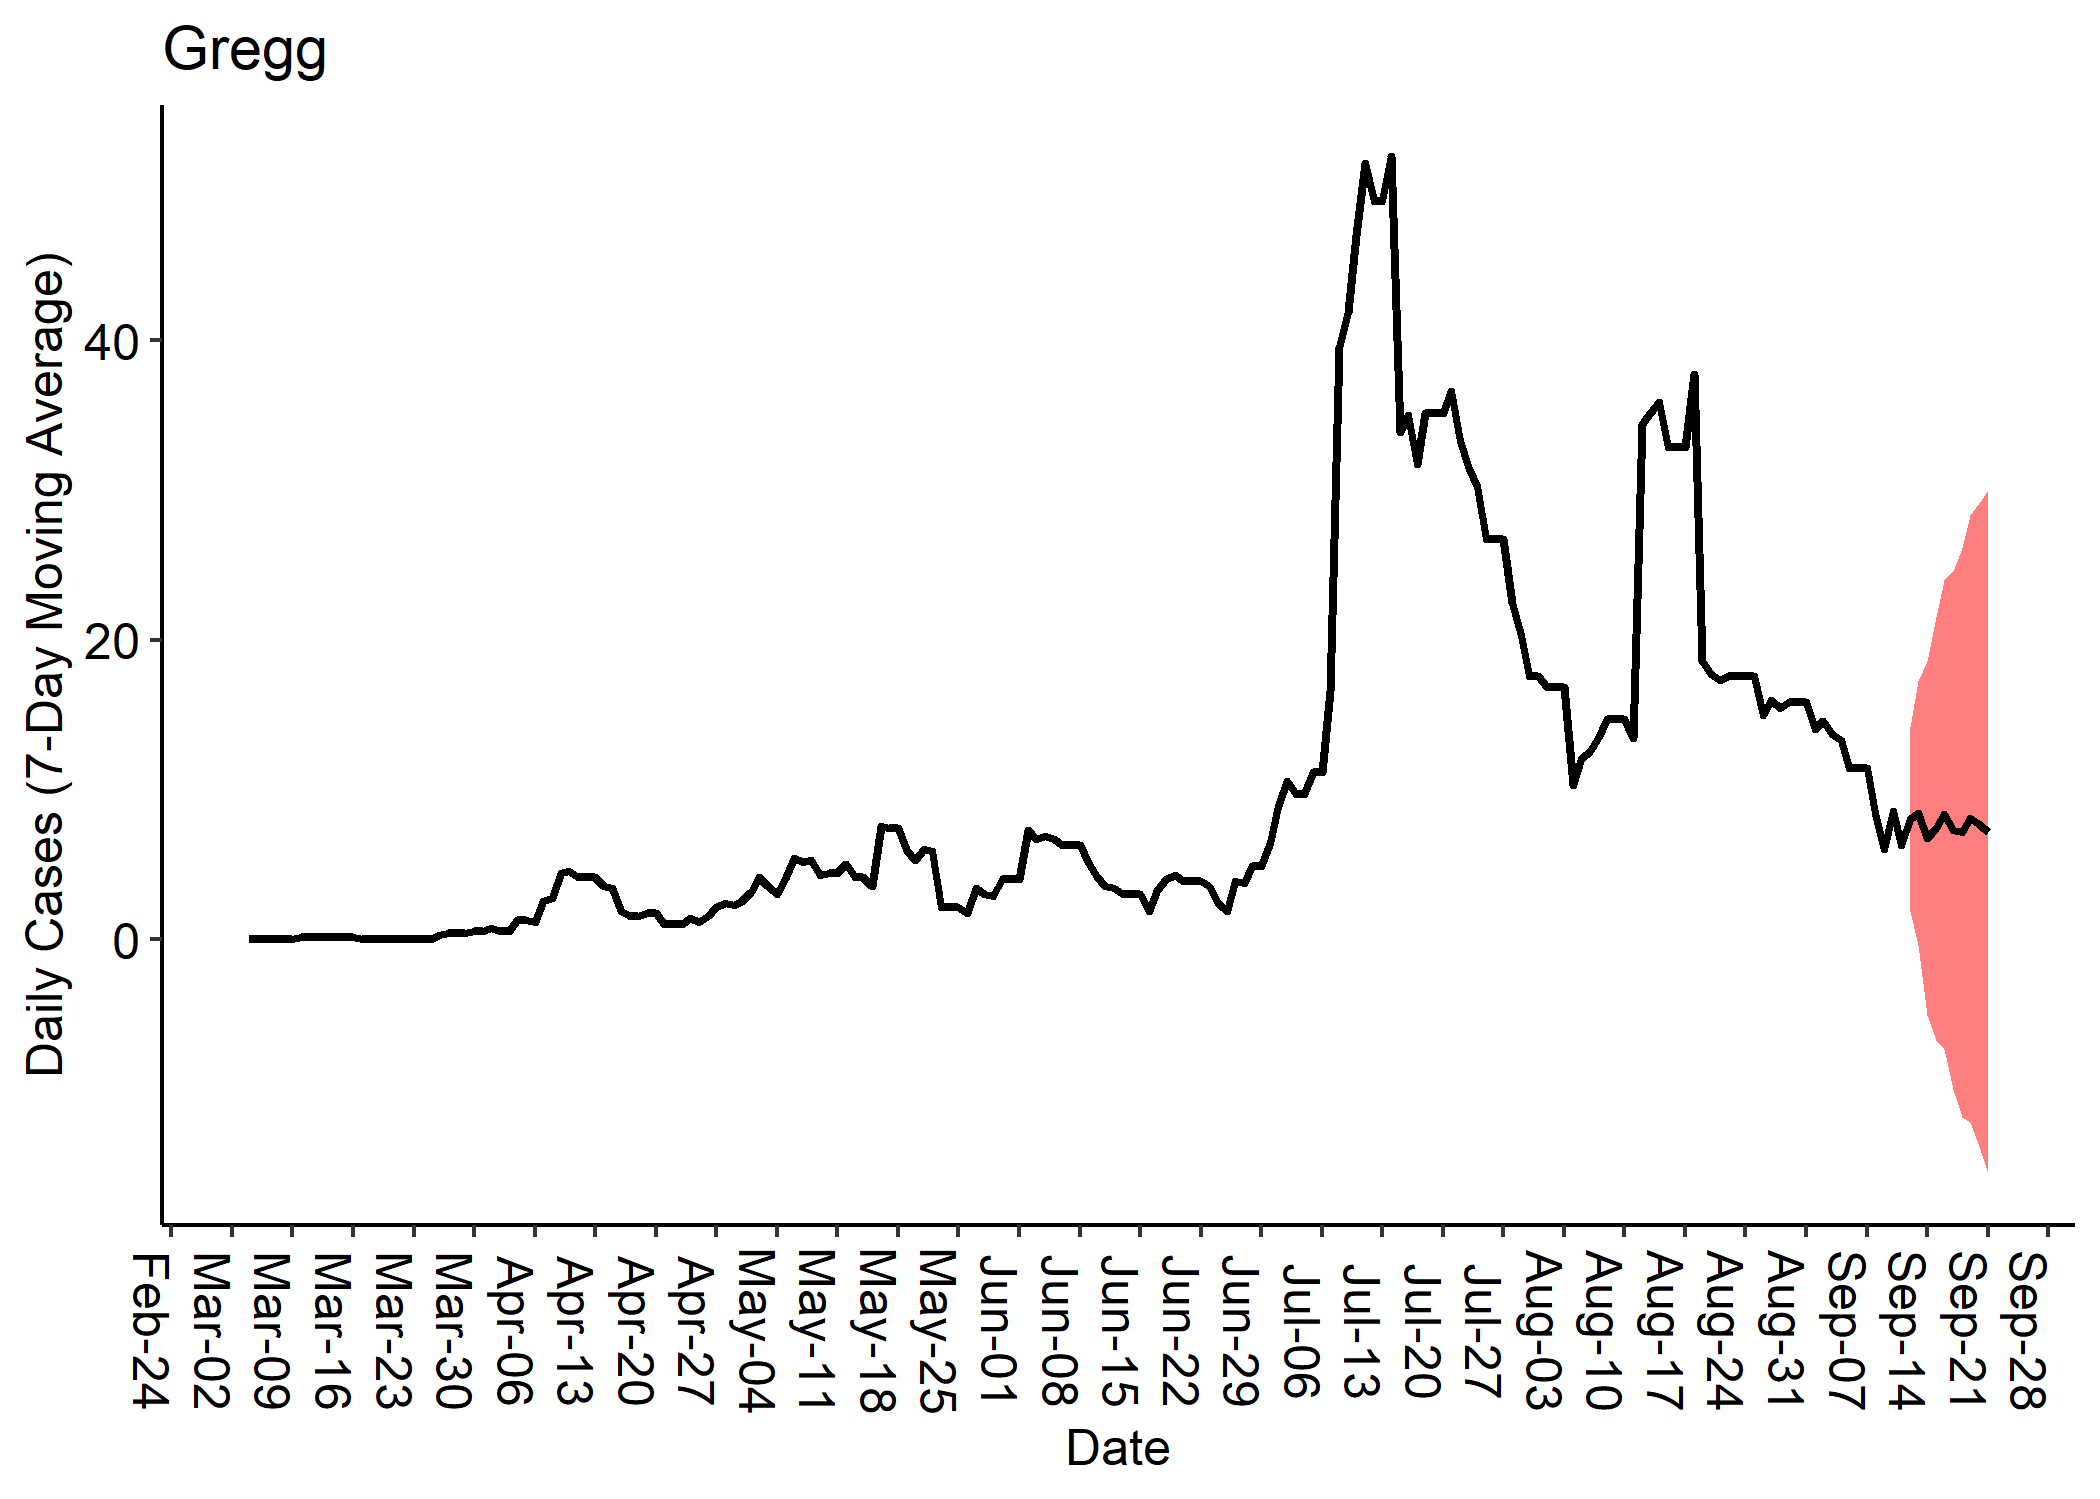 Gregg
Daily Cases (7-Day Moving Average)
40
20
0
Feb-24
Mar-02
Mar-09
Mar-16
Mar-23
Mar-30
Apr-06
Apr-13
Apr-20
Apr-27
May-04
May-11
May-18
May-25
Jun-01
Jun-08
Jun-15
Jun-22
Jun-29
Jul-06
Jul-13
Jul-20
Jul-27
Aug-03
Aug-10
Aug-17
Aug-24
Aug-31
Sep-07
Sep-14
Sep-21
Sep-28
Date